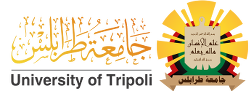 جامعة طرابلس
University of Tripoli
علم الإنسان
ما لم يعلم
جامعة طرابلس